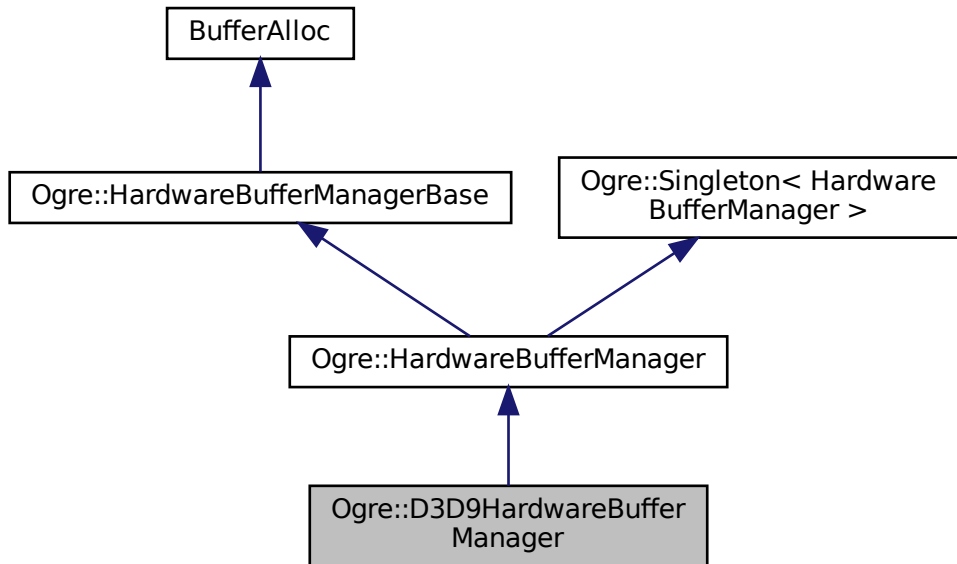 BufferAlloc
Ogre::HardwareBufferManagerBase
Ogre::Singleton< Hardware
BufferManager >
Ogre::HardwareBufferManager
Ogre::D3D9HardwareBuffer
Manager